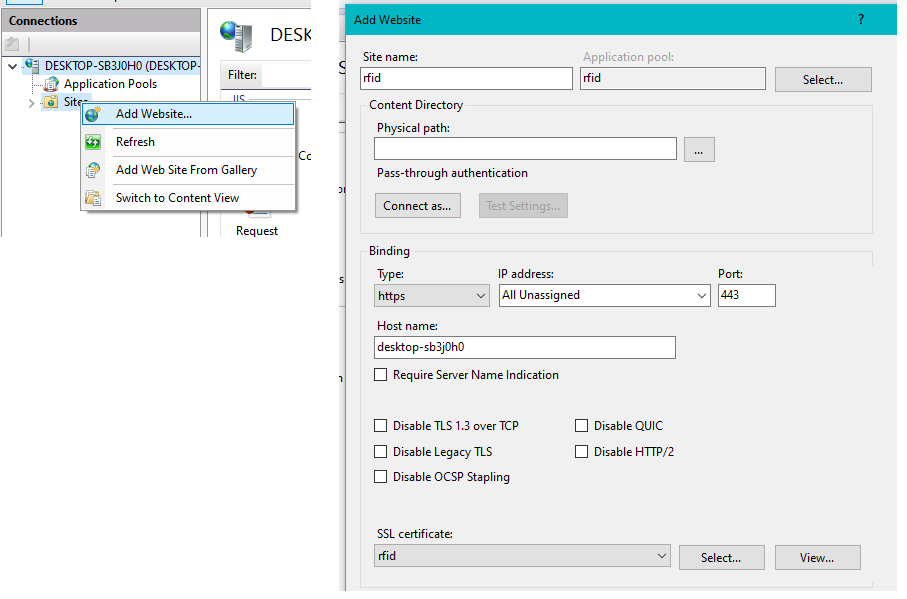 Connections
DESKTOP-SB3J0H0 (DESKTOP-
Application Pools
Sites
Add Website...
Refresh
Add Web Site From Gallery
Switch to Content View
DESK
Filter:
IIS
Co
Request
Add Website
?
Site name:
Application pool:
rfid
rfid
Select...
Content Directory
Physical path:
...
Pass-through authentication
Connect as...
Test Settings...
Binding
Type:
IP address:
Port:
https
All Unassigned
443
Host name:
desktop-sb3j0h0
Require Server Name Indication
Disable TLS 1.3 over TCP
Disable QUIC
Disable Legacy TLS
Disable HTTP/2
Disable OCSP Stapling
SSL certificate:
rfid
Select...
View...